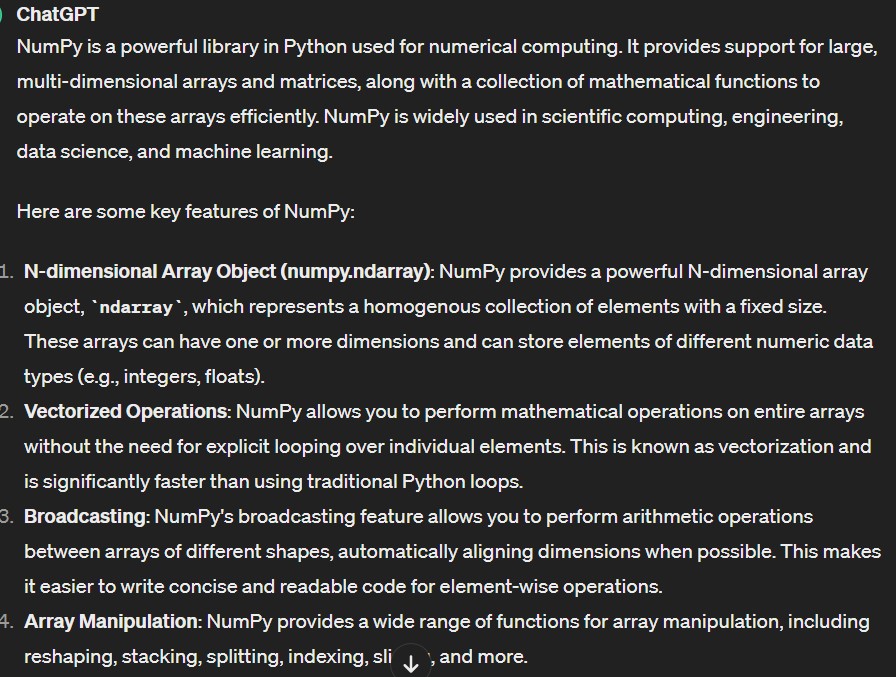 ChatGPT
NumPy is a powerful library in Python used for numerical computing. It provides support for large,
multi-dimensional arrays and matrices, along with a collection of mathematical functions to
operate on these arrays efficiently. NumPy is widely used in scientific computing, engineering,
data science, and machine learning.
Here are some key features of NumPy:
1. N-dimensional Array Object (numpy.ndarray): NumPy provides a powerful N-dimensional array
object, `ndarray`, which represents a homogenous collection of elements with a fixed size.
These arrays can have one or more dimensions and can store elements of different numeric data
types (e.g., integers, floats).
2. Vectorized Operations: NumPy allows you to perform mathematical operations on entire arrays
without the need for explicit looping over individual elements. This is known as vectorization and
is significantly faster than using traditional Python loops.
3. Broadcasting: NumPy's broadcasting feature allows you to perform arithmetic operations
between arrays of different shapes, automatically aligning dimensions when possible. This makes
it easier to write concise and readable code for element-wise operations.
4. Array Manipulation: NumPy provides a wide range of functions for array manipulation, including
reshaping, stacking, splitting, indexing, , and more.